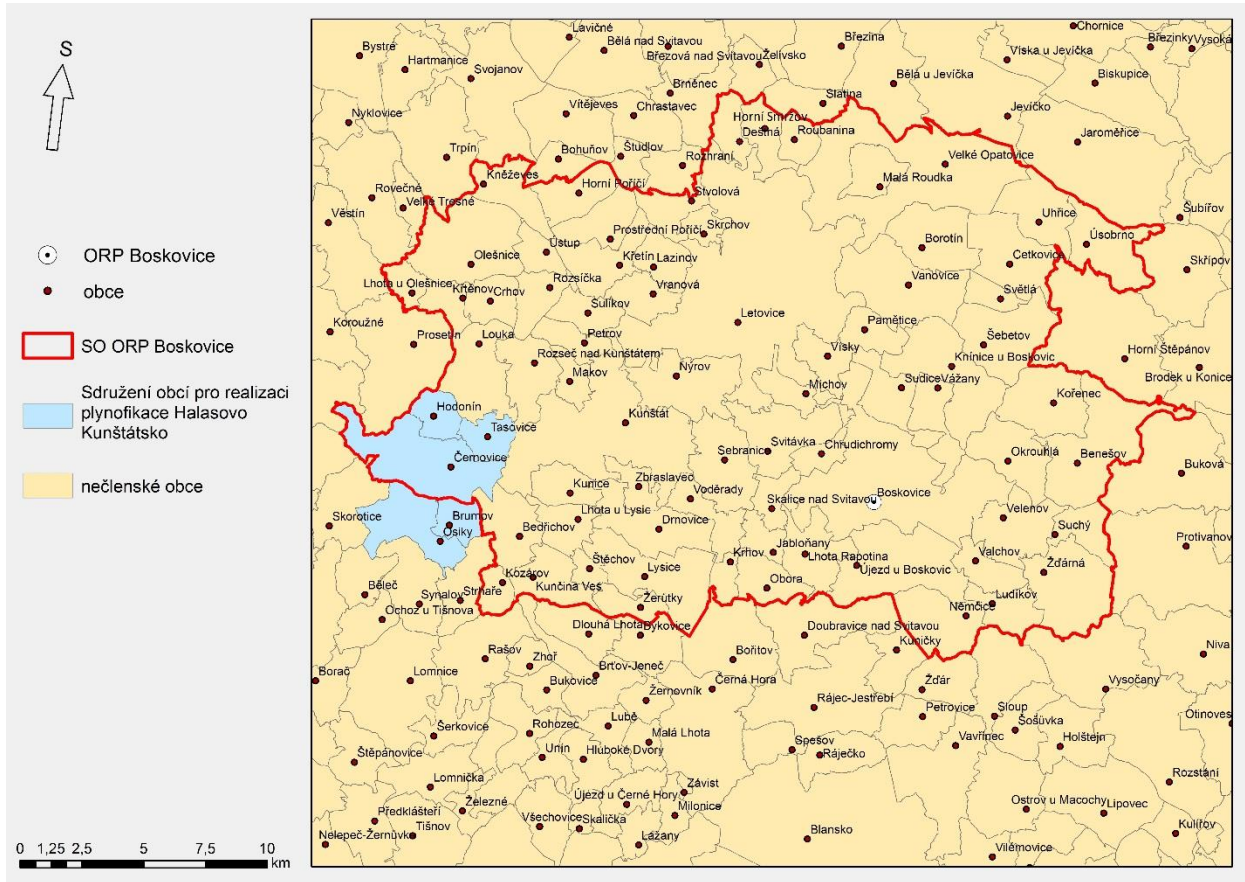 S
ORP Boskovice
obce
SO ORP Boskovice
Sdružení obcí pro realizaci
plynofikace Halasovo
Kunštátsko
nečlenské obce
0 1,25 2,5 5 7,5 10
km
Lavičné
Chornice
Bystré
Bělá nad Svitavou
Březina
Březinky
Vysoká
Hartmanice
Svojanov
Březová nad Svitavou
Želivsko
Víska u Jevíčka
Biskupice
Brněnec
Bělá u Jevíčka
Nyklovice
Vítějeves
Chrastavec
Slatina
Jevíčko
Horní Smržov
Deštná
Roubanina
Jaroměřice
Trpín
Bohuňov
Študlov
Rozhraní
Velké Opatovice
Kněževes
Horní Poříčí
Malá Roudka
Rovečné
Velké Tresné
Stvolová
Věstín
Uhřice
Šubířov
Prostřední Poříčí
Skrchov
Borotín
Úsobrno
Olešnice
Ústup
Křetín
Lazinov
Cetkovice
Skřípov
Lhota u Olešnice
Křtěnov
Crhov
Rozsíčka
Vranová
Vanovice
Světlá
Šulíkov
Letovice
Korouzné
Prosetín
Louka
Petrov
Pamětice
Šebetov
Rozseč nad Kunštátem
Vísky
Knínice u Boskovic
Horní Štěpánov
Makov
Nýrov
Míchov
Sudice
Vážany
Brodek u Konice
Hodonín
Kunštát
Kořenec
Tasovice
Černovice
Sebranice
Svitávka
Chrudichromy
Okrouhlá
Benešov
Buková
Kunice
Zbraslavec
Voděrady
Skalice nad Svitavou
Boskovice
Skorotice
Brumov
Osiky
Bedřichov
Lhota u Lysic
Drnovice
Velenov
Suchý
Protivanov
Štěchov
Lysice
Krhov
Jabloňany
Lhota Rapotina
Újezd u Boskovic
Valchov
Žďárná
Běleč
Synalov
Strhaře
Kozárov
Kunčina Ves
Obora
Ochoz u Tišnova
Žerůtky
Němčice
Ludíkov
Dlouhá Lhota
Býkovice
Doubravice nad Svitavou
Kuničky
Niva
Rašov
Zhoř
Brťov-Jeneč
Bořitov
Borač
Lomnice
Bukovice
Žernovník
Černá Hora
Žďár
Vysočany
Rájec-Jestřebí
Petrovice
Sloup
Šošůvka
Otinoves
Šerkovice
Rohozec
Lubě
Malá Lhota
Spešov
Ráječko
Vavřinec
Holštejn
Štěpánovice
Unín
Hluboké Dvory
Lomnička
Závist
Rozstání
Železné
Újezd u Černé Hory
Milonice
Ostrov u Macochy
Lipovec
Předklášteří
Tišnov
Všechovice
Skalička
Lažany
Blansko
Kulířov
Nelepeč-Žernůvka
Vilémovice